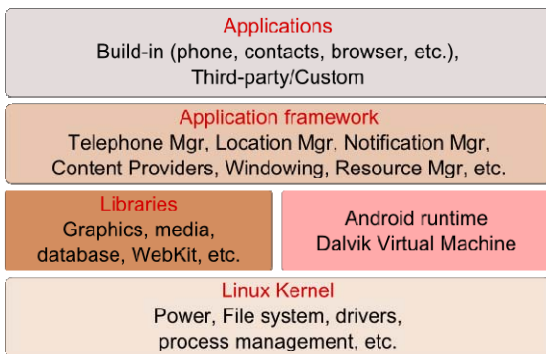 Applications
Build-in (phone, contacts, browser, etc.),
Third-party/Custom
Application framework
Telephone Mgr, Location Mgr. Notification Mgr,
Content Providers, Windowing, Resource Mgr, etc.
Libraries
Graphics, media,
database, WebKit, etc.
Android runtime
Dalvik Virtual Machine
Linux Kernel
Power, File system, drivers,
process management, etc.